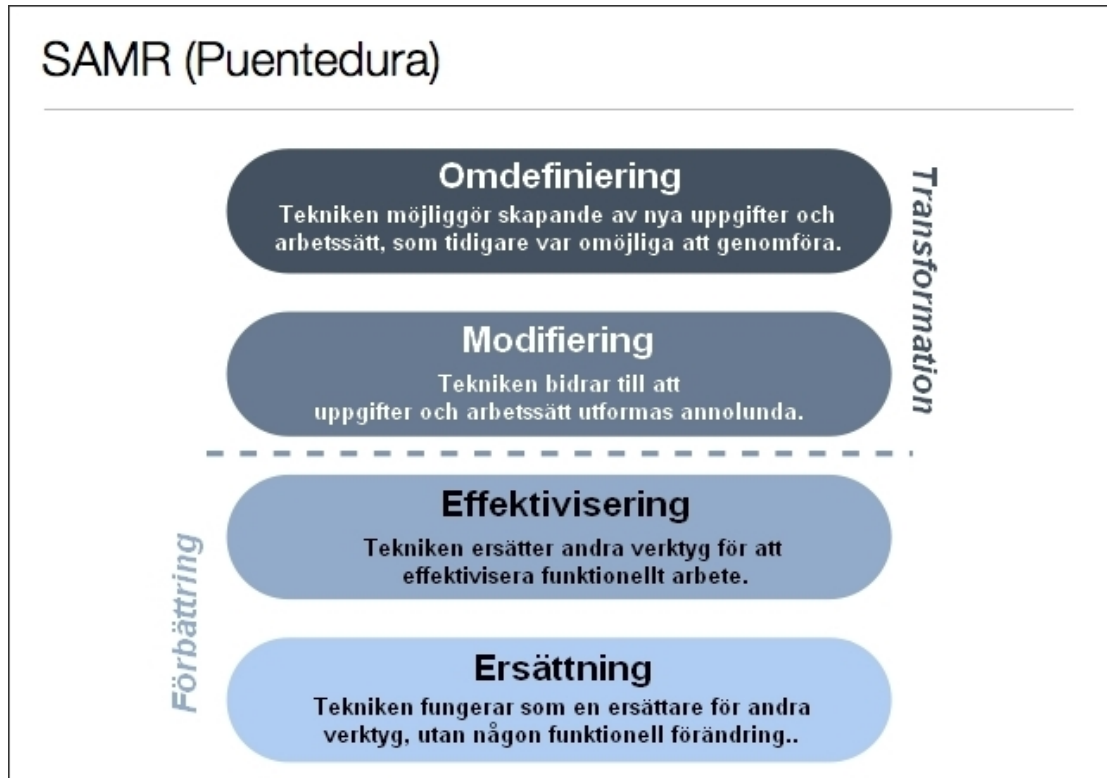 SAMR (Puentedura)
Omdefiniering
Tekniken möjliggör skapande av nya uppgifter och
arbetssätt, som tidigare var omöjliga att genomföra.
Transformation
Modifiering
Tekniken bidrar till att
uppgifter och arbetssätt utformas annolunda.
Effektivisering
Tekniken ersätter andra verktyg för att
effektivisera funktionellt arbete.
Förbättring
Ersättning
Tekniken fungerar som en ersättare för andra
verktyg, utan någon funktionell förändring..